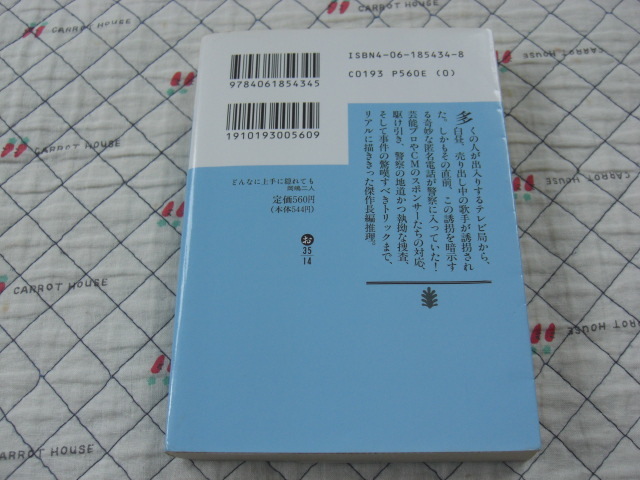 ISBN4-06-185434-8
C0193 P560E (0)
9784061854345
1910193005609
多くの人が出入りするテレビ局から、
白昼、売り出し中の歌手が誘拐され
た。しかもその直前、この誘拐を暗示す
る奇妙な匿名電話が警察に入っていた!
芸能プロやCMのスポンサーたちの対応、
駆け引き、警察の地道かつ執拗な捜査、
そして事件の驚嘆すべきトリックまで、
リアルに描ききった傑作長編推理。
どんなに上手に隠れても
岡嶋二人
定価560円
(本体544円)
お
35
14
CARROT HOUSE
CARROT HOUSE
CARROT HOUSE
CARROT HOUSE
CARROT HOUSE
CARROT HOUSE